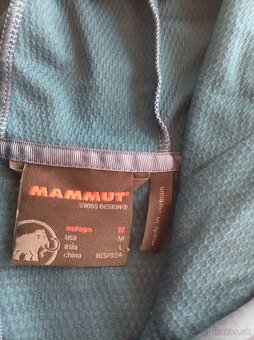 MAMMUT
SWISS DESIGN
europe M
usa M
asia L
china 165/92A
made in vietnam